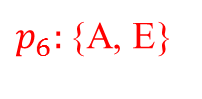 p₆: {A, E}